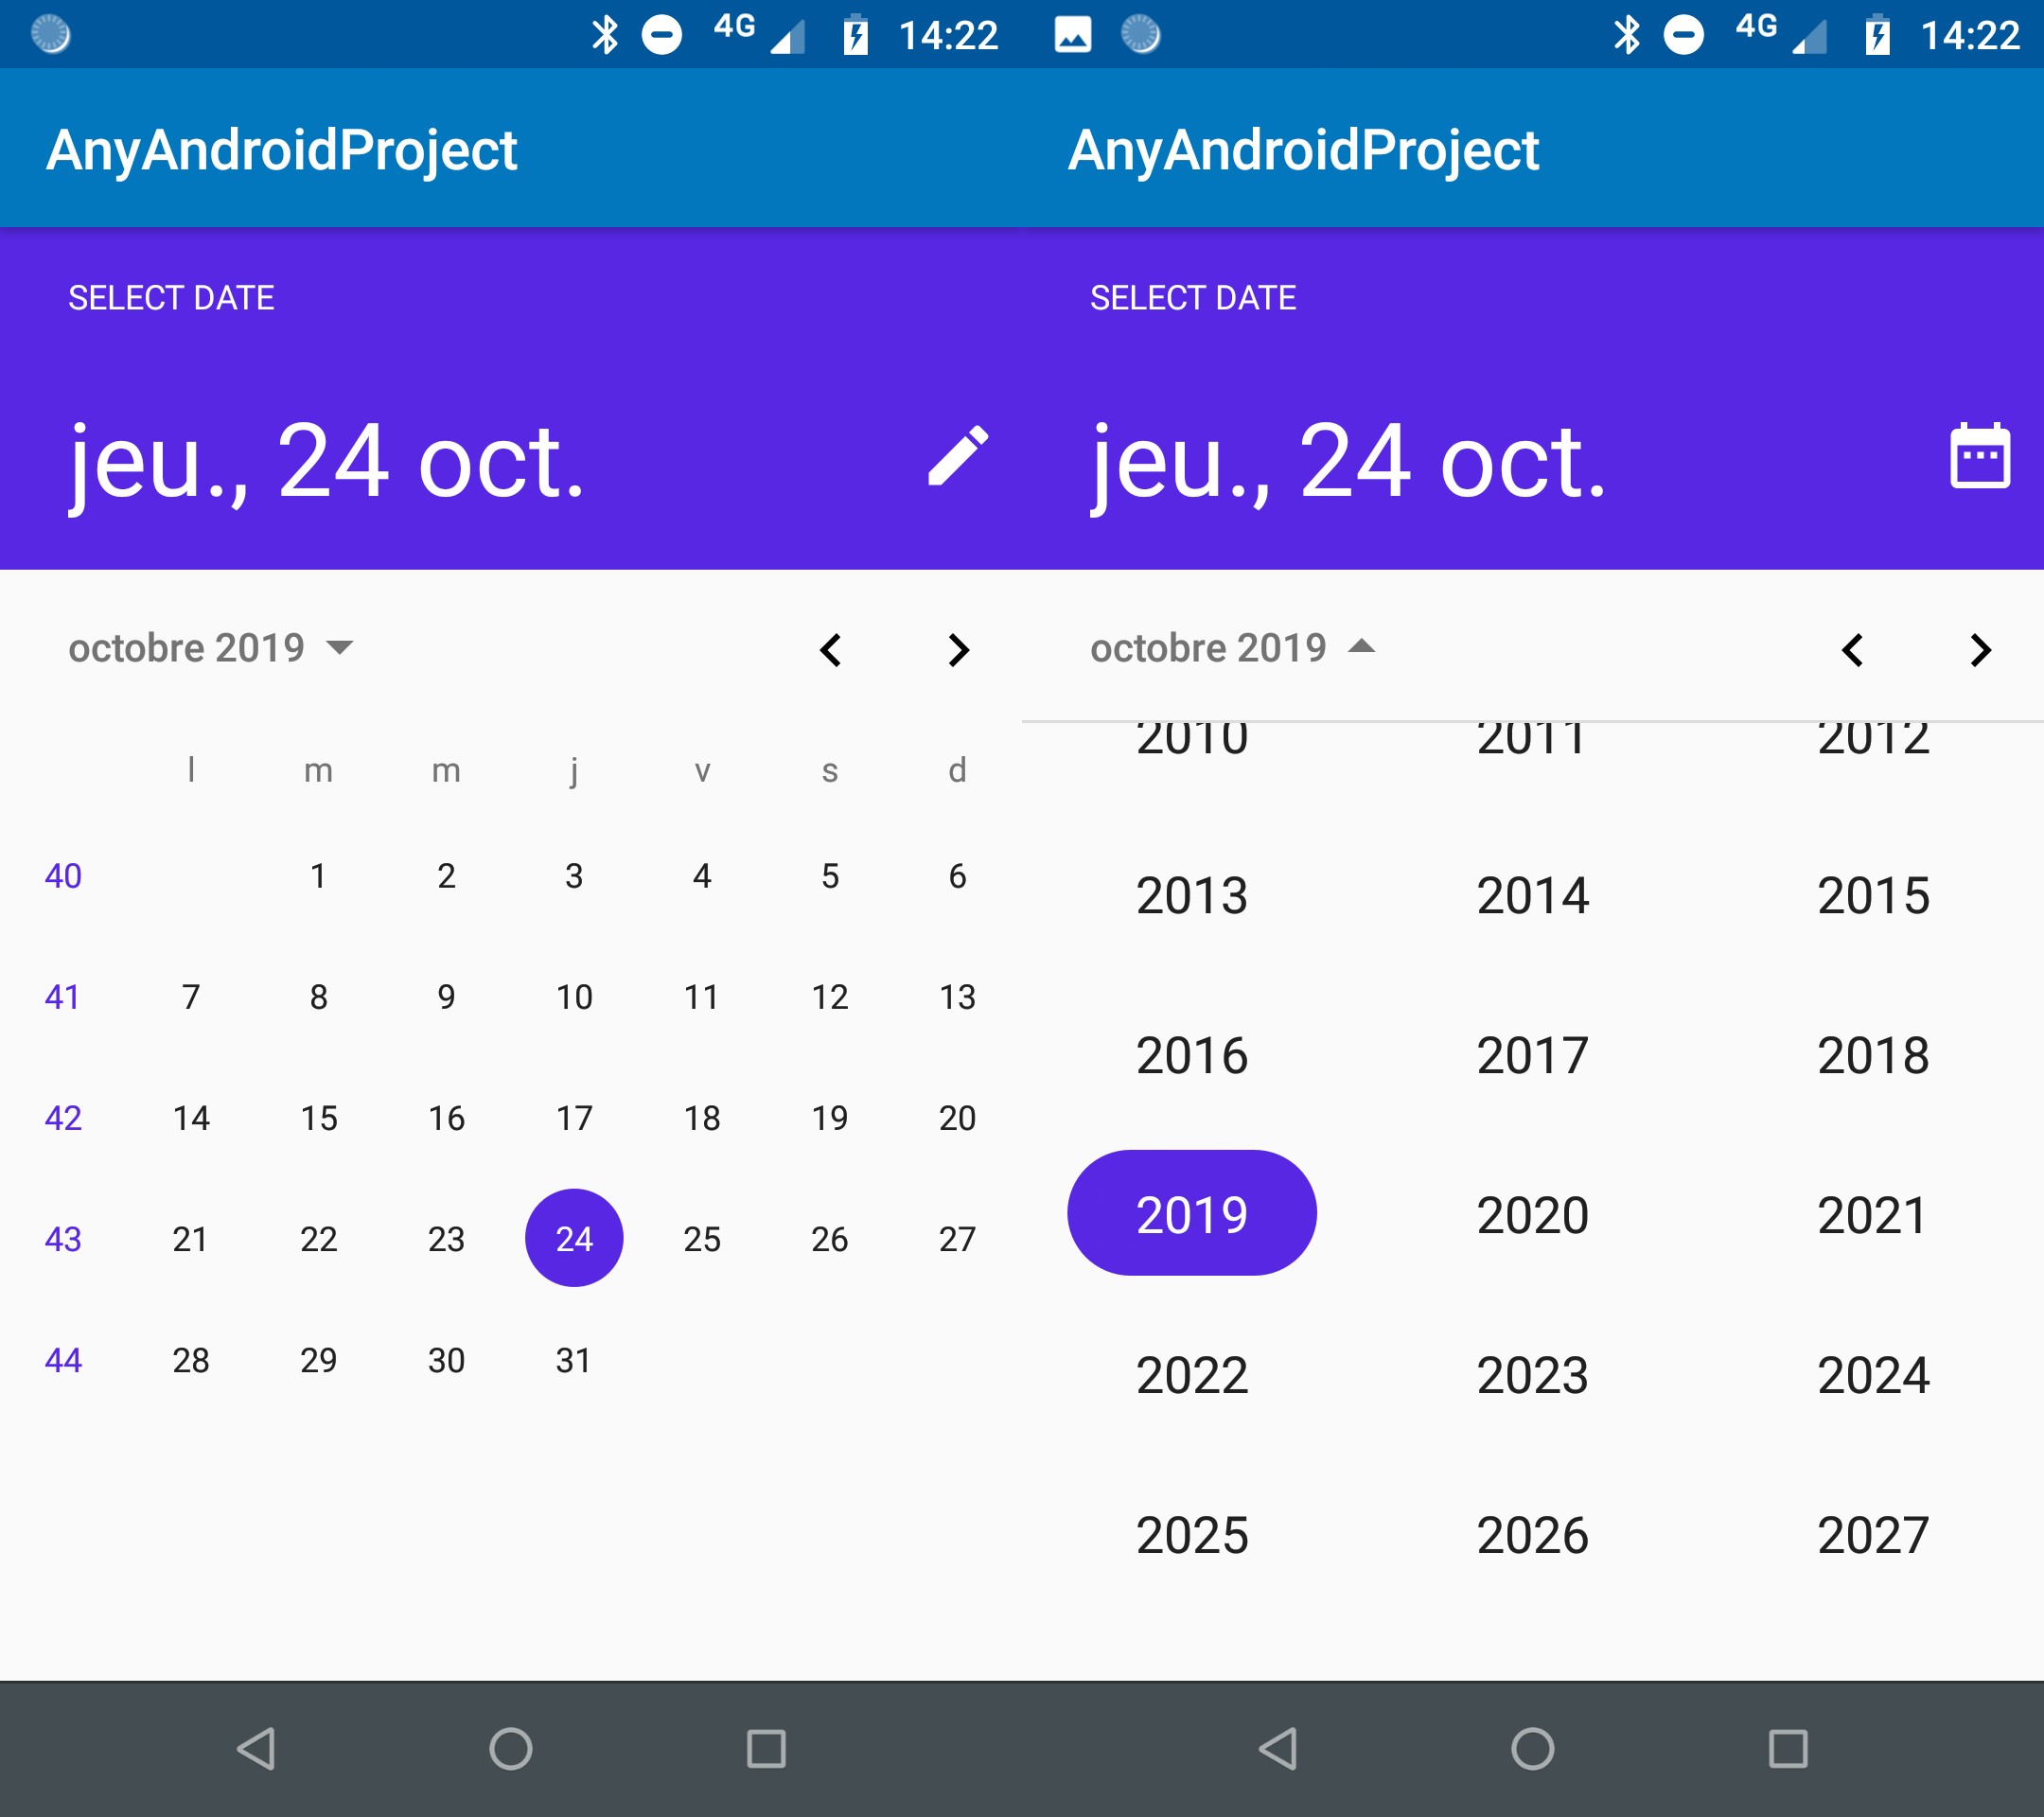 4G 14:22
AnyAndroidProject
SELECT DATE
jeu., 24 oct.
octobre 2019
l m m j v s d
40 1 2 3 4 5 6
41 7 8 9 10 11 12 13
42 14 15 16 17 18 19 20
43 21 22 23 24 25 26 27
44 28 29 30 31
4G 14:22
AnyAndroidProject
SELECT DATE
jeu., 24 oct.
octobre 2019
2010 2011 2012
2013 2014 2015
2016 2017 2018
2019 2020 2021
2022 2023 2024
2025 2026 2027